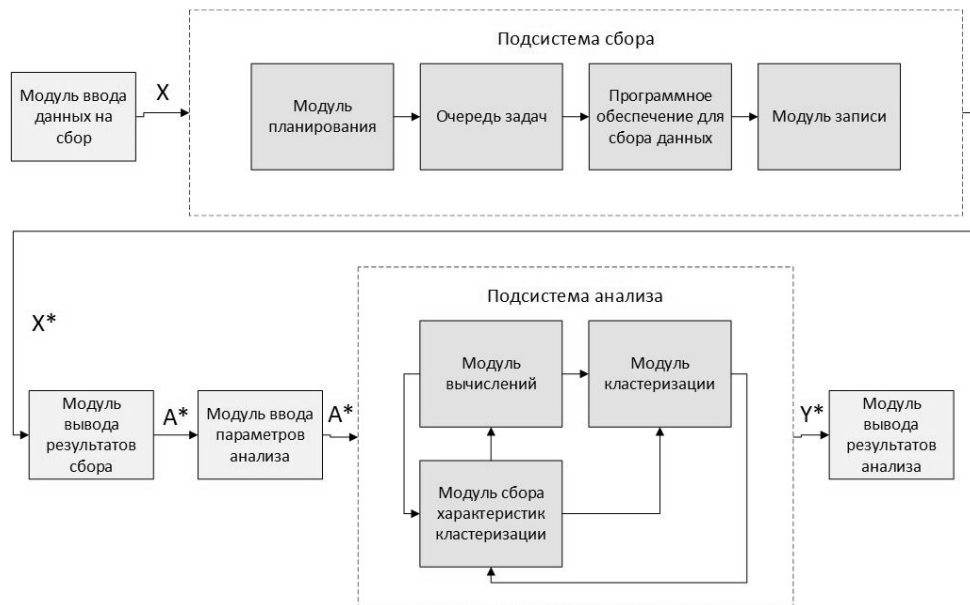 Подсистема сбора
Модуль ввода
данных на
сбор
X
Модуль
планирования
Очередь задач
Программное
обеспечение для
сбора данных
Модуль записи
X*
Подсистема анализа
Модуль
вычислений
Модуль
кластеризации
Модуль
вывода
результатов
сбора
A*
Модуль ввода
параметров
анализа
A*
Модуль сбора
характеристик
кластеризации
Y*
Модуль
вывода
результатов
анализа